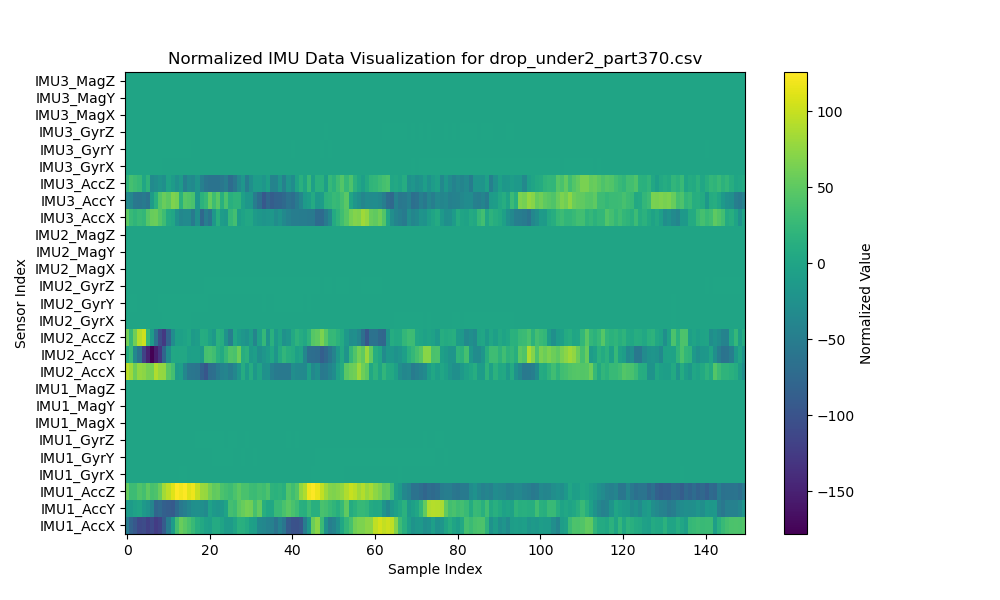 Normalized IMU Data Visualization for drop_under2_part370.csv
IMU3_MagZ
IMU3_MagY
IMU3_MagX
IMU3_GyrZ
IMU3_GyrY
IMU3_GyrX
IMU3_AccZ
IMU3_AccY
IMU3_AccX
IMU2_MagZ
IMU2_MagY
IMU2_MagX
IMU2_GyrZ
IMU2_GyrY
IMU2_GyrX
IMU2_AccZ
IMU2_AccY
IMU2_AccX
IMU1_MagZ
IMU1_MagY
IMU1_MagX
IMU1_GyrZ
IMU1_GyrY
IMU1_GyrX
IMU1_AccZ
IMU1_AccY
IMU1_AccX
Sensor Index
0 20 40 60 80 100 120 140
Sample Index
100
50
0
−50
−100
−150
Normalized Value